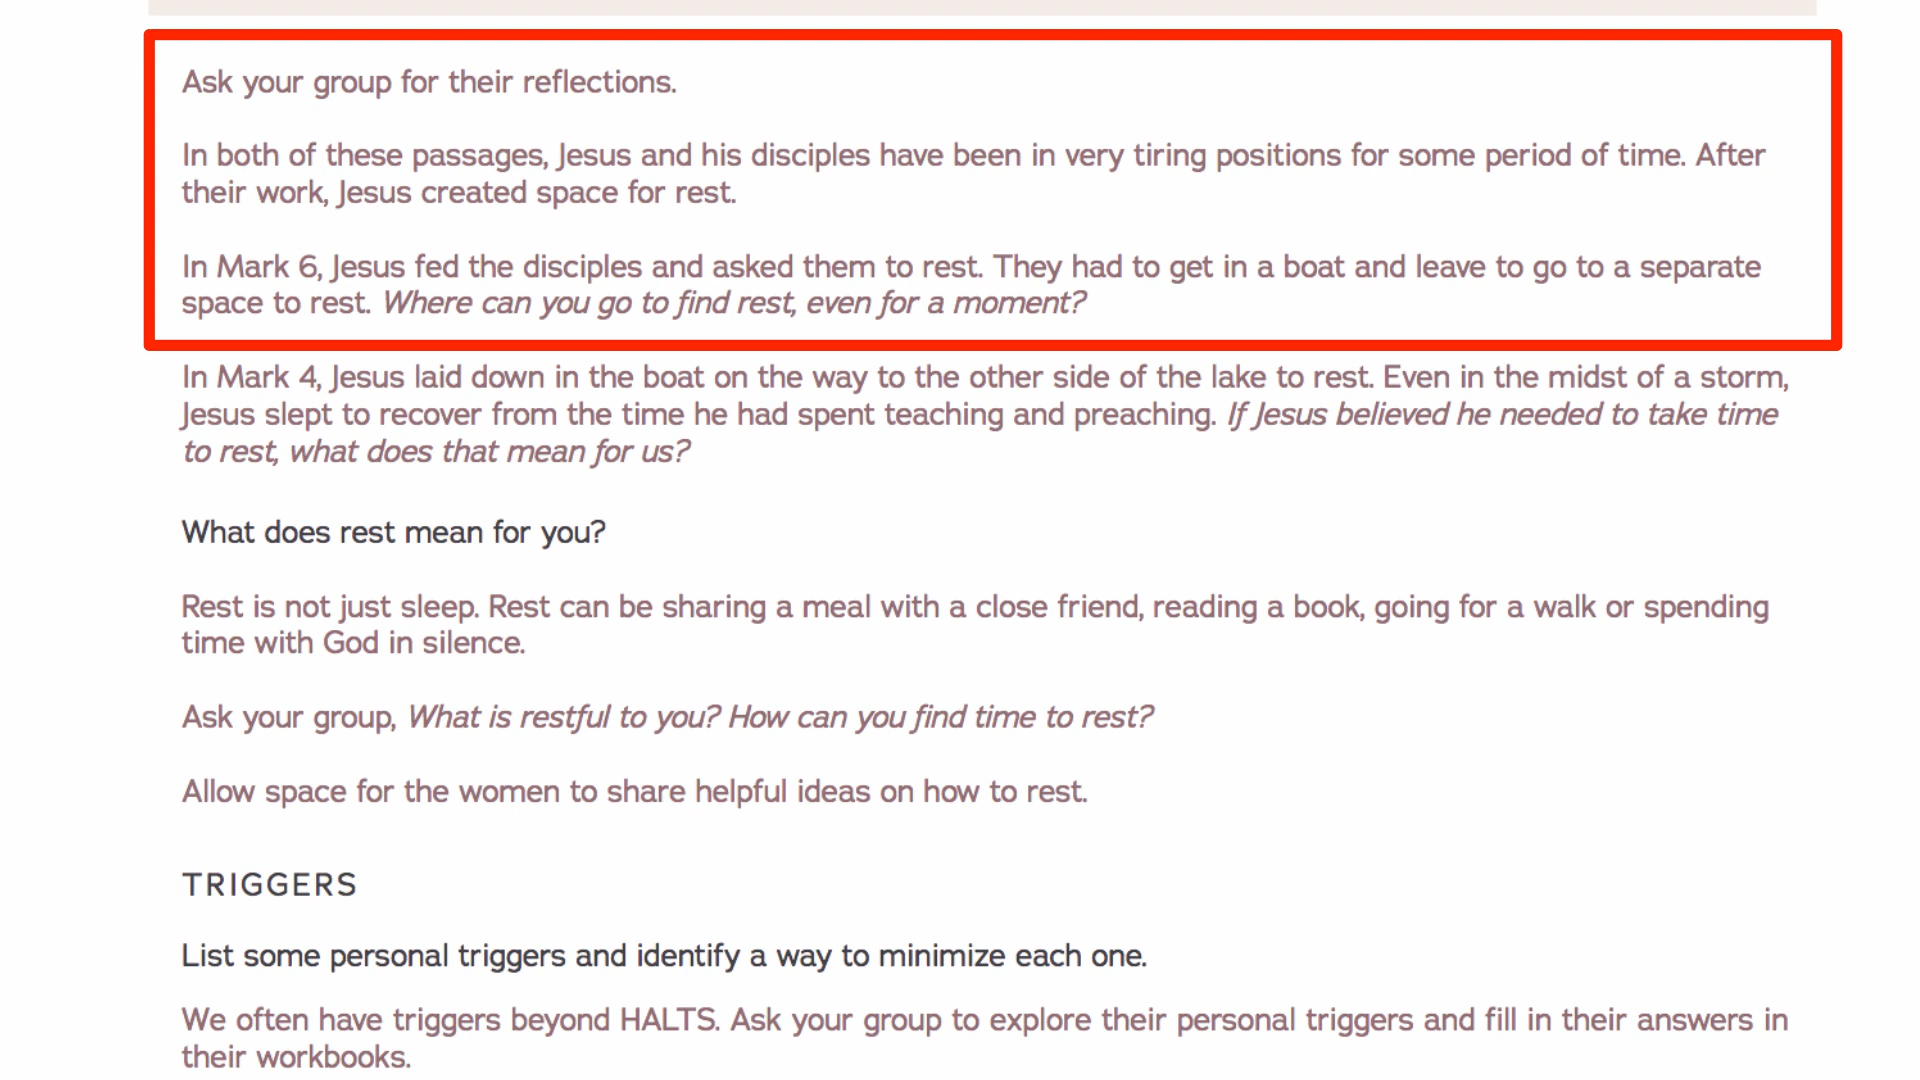 Ask your group for their reflections.
In both of these passages, Jesus and his disciples have been in very tiring positions for some period of time. After
their work, Jesus created space for rest.
In Mark 6, Jesus fed the disciples and asked them to rest. They had to get in a boat and leave to go to a separate
space to rest. Where can you go to find rest, even for a moment?
In Mark 4, Jesus laid down in the boat on the way to the other side of the lake to rest. Even in the midst of a storm,
Jesus slept to recover from the time he had spent teaching and preaching. If Jesus believed he needed to take time
to rest, what does that mean for us?
What does rest mean for you?
Rest is not just sleep. Rest can be sharing a meal with a close friend, reading a book, going for a walk or spending
time with God in silence.
Ask your group, What is restful to you? How can you find time to rest?
Allow space for the women to share helpful ideas on how to rest.
TRIGGERS
List some personal triggers and identify a way to minimize each one.
We often have triggers beyond HALTS. Ask your group to explore their personal triggers and fill in their answers in
their workbooks.